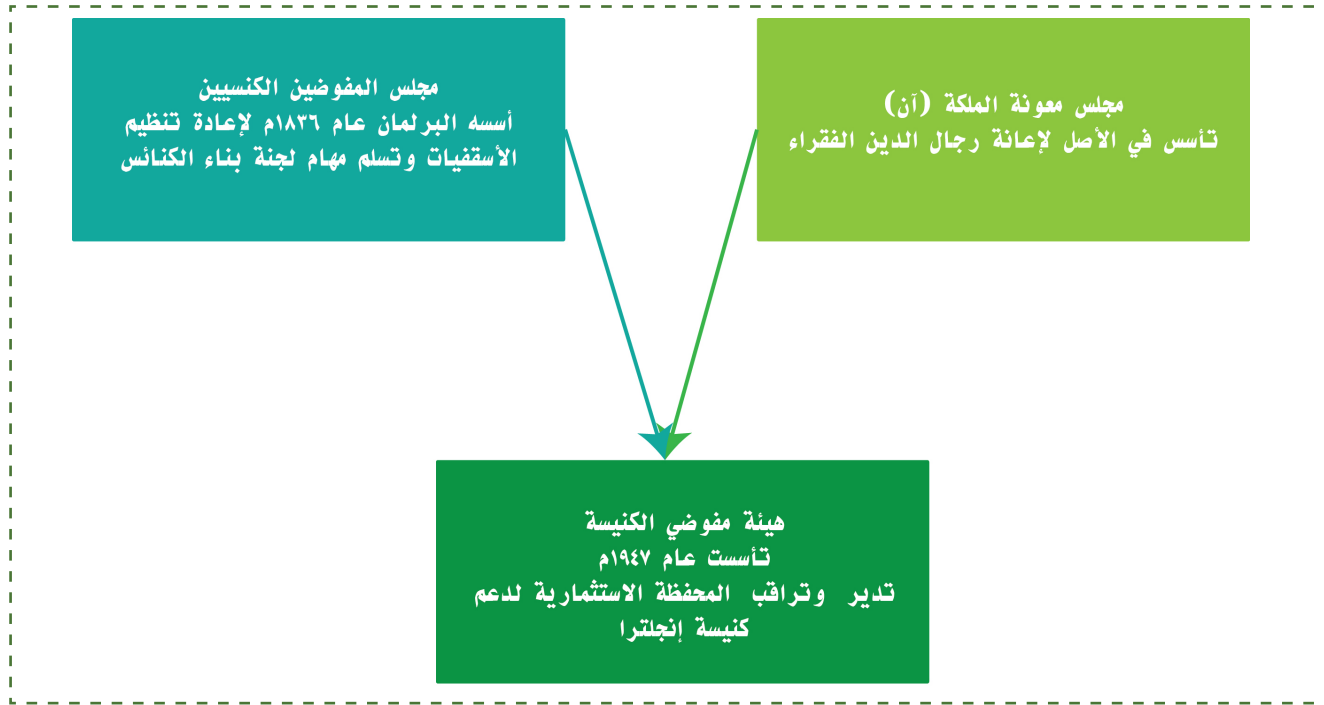 مجلس معونة الملكة (آن)
تأسس في الأصل لإعانة رجال الدين الفقراء
مجلس المفوضين الكنسيين
أسسه البرلمان عام ١٨٣٦م لإعادة تنظيم
الأسقفيات وتسلم مهام لجنة بناء الكنائس
هيئة مفوضي الكنيسة
تأسست عام ١٩٤٧م
تدير وتراقب المحفظة الاستثمارية لدعم
كنيسة إنجلترا